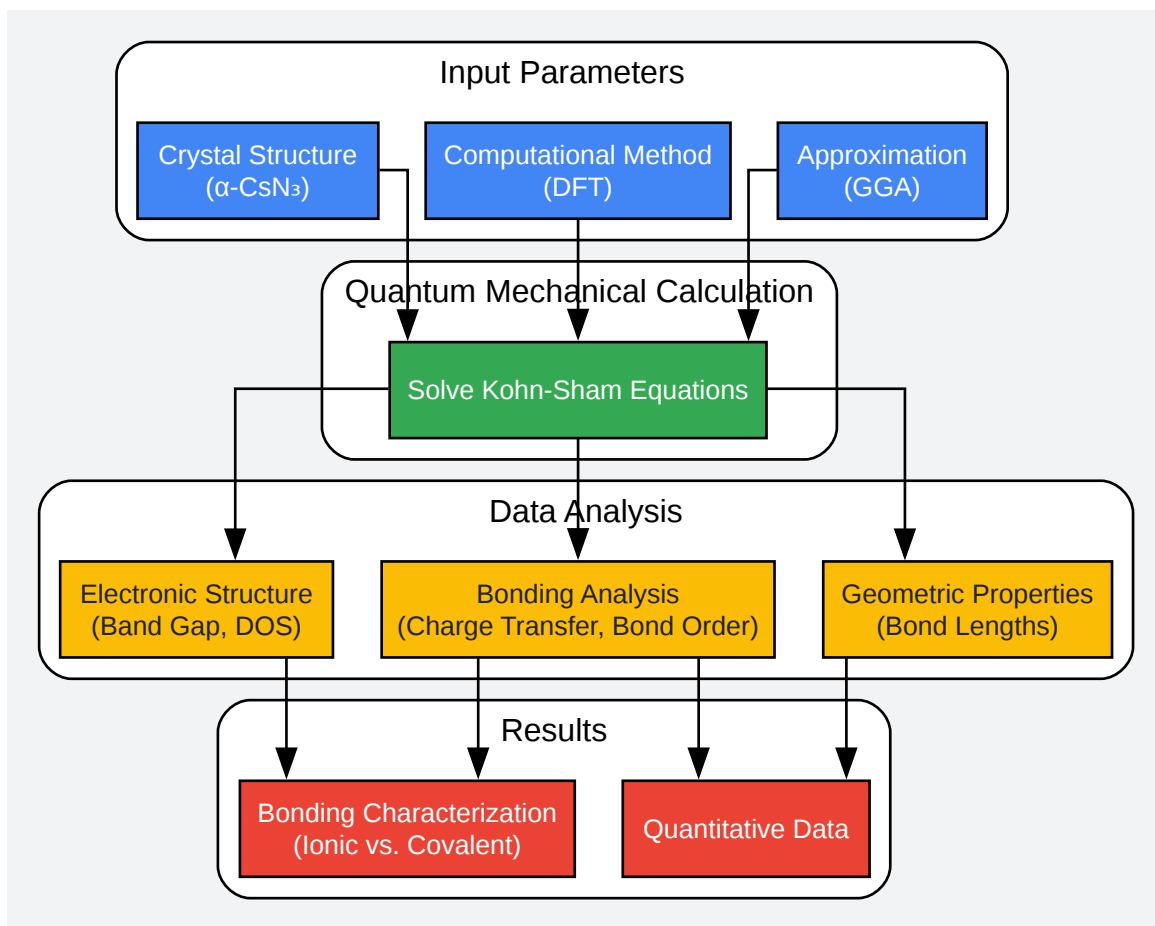 Input Parameters
Crystal Structure
(α-CsN₃)
Computational Method
(DFT)
Approximation
(GGA)
Quantum Mechanical Calculation
Solve Kohn-Sham Equations
Data Analysis
Electronic Structure
(Band Gap, DOS)
Bonding Analysis
(Charge Transfer, Bond Order)
Geometric Properties
(Bond Lengths)
Results
Bonding Characterization
(Ionic vs. Covalent)
Quantitative Data